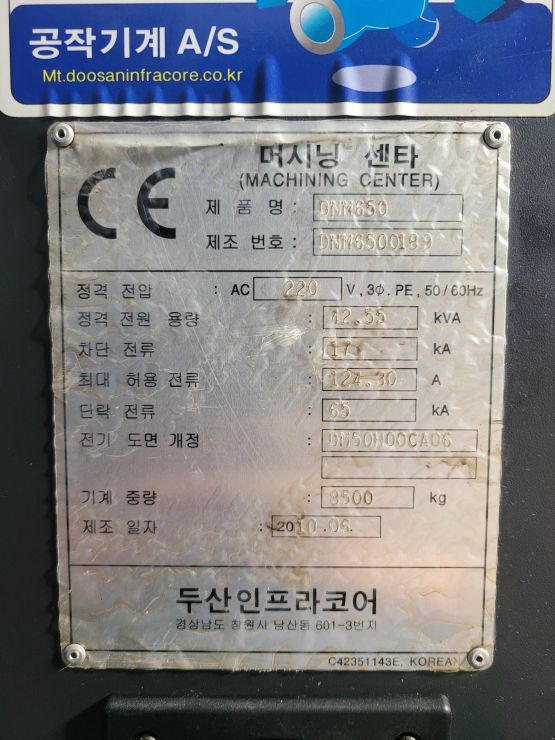 공작기계 A/S
Mt.doosaninfracore.co.kr
CE
머시닝 센타
(MACHINING CENTER)
제 품 명 : DNM650
제조 번호 : DNM6500189
정격 전압 : AC 220 V, 3Φ. PE, 50/60Hz
정격 전원 용량 : 42.55 kVA
차단 전류 : 17 kA
최대 허용 전류 : 124.30 A
단락 전류 : 65 kA
전기 도면 개정 : DM50H00CA06
기계 중량 : 8500 kg
제조 일자 : 2010.06.
두산인프라코어
경상남도 창원시 남산동 601-3번지
C42351143E, KOREAN